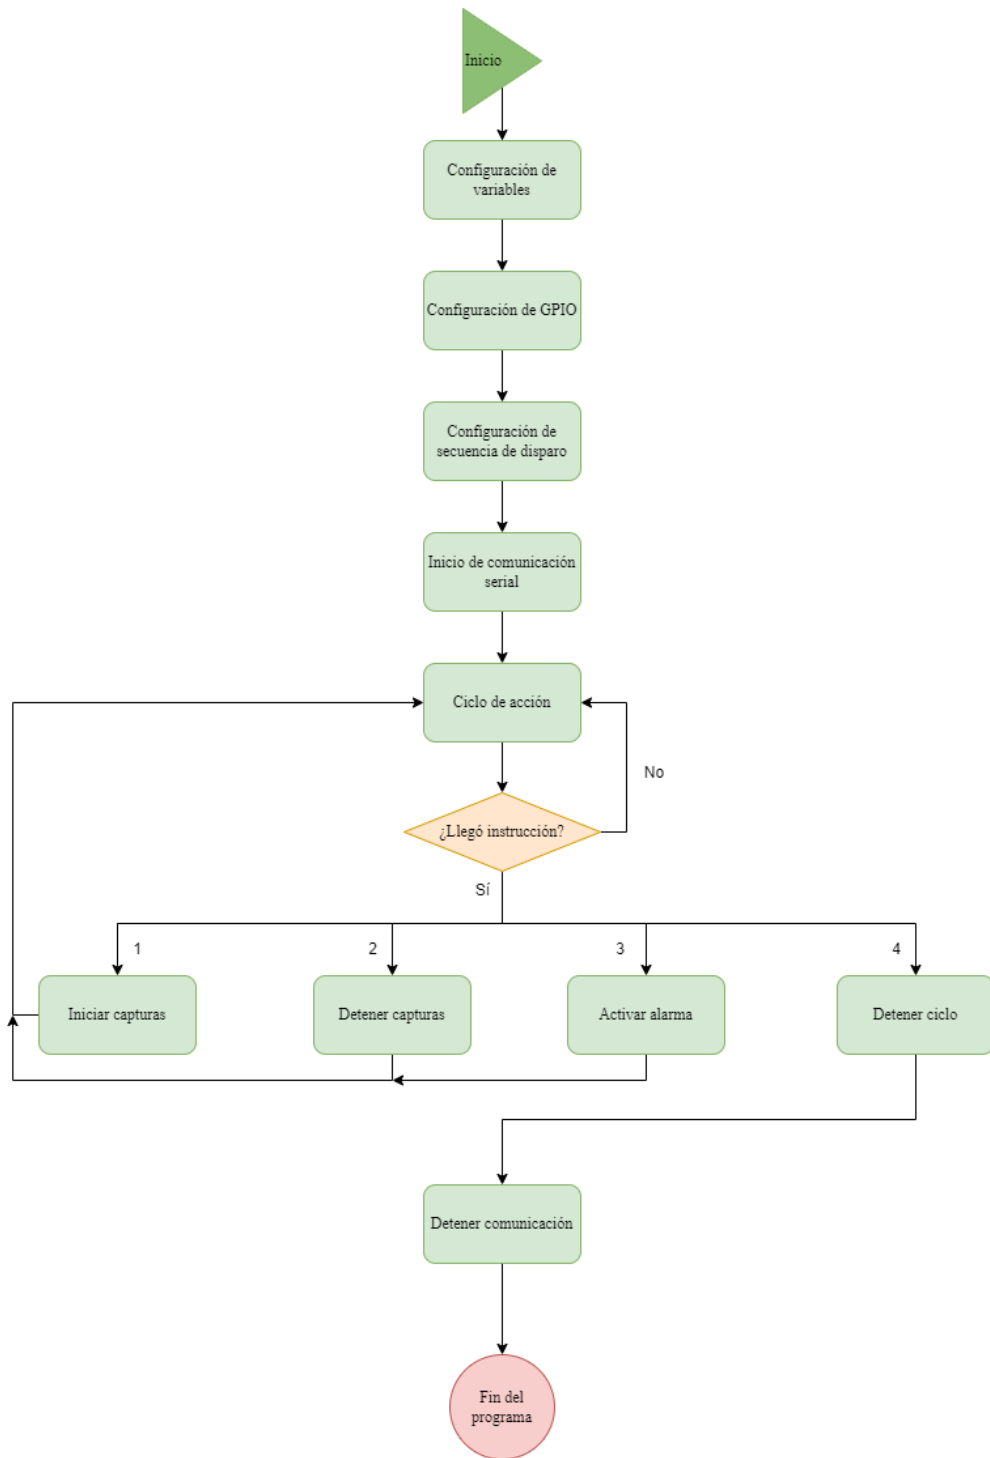 Inicio
Configuración de
variables
Configuración de GPIO
Configuración de
secuencia de disparo
Inicio de comunicación
serial
Ciclo de acción
No
¿Llegó instrucción?
Sí
1
2
3
4
Iniciar capturas
Detener capturas
Activar alarma
Detener ciclo
Detener comunicación
Fin del
programa